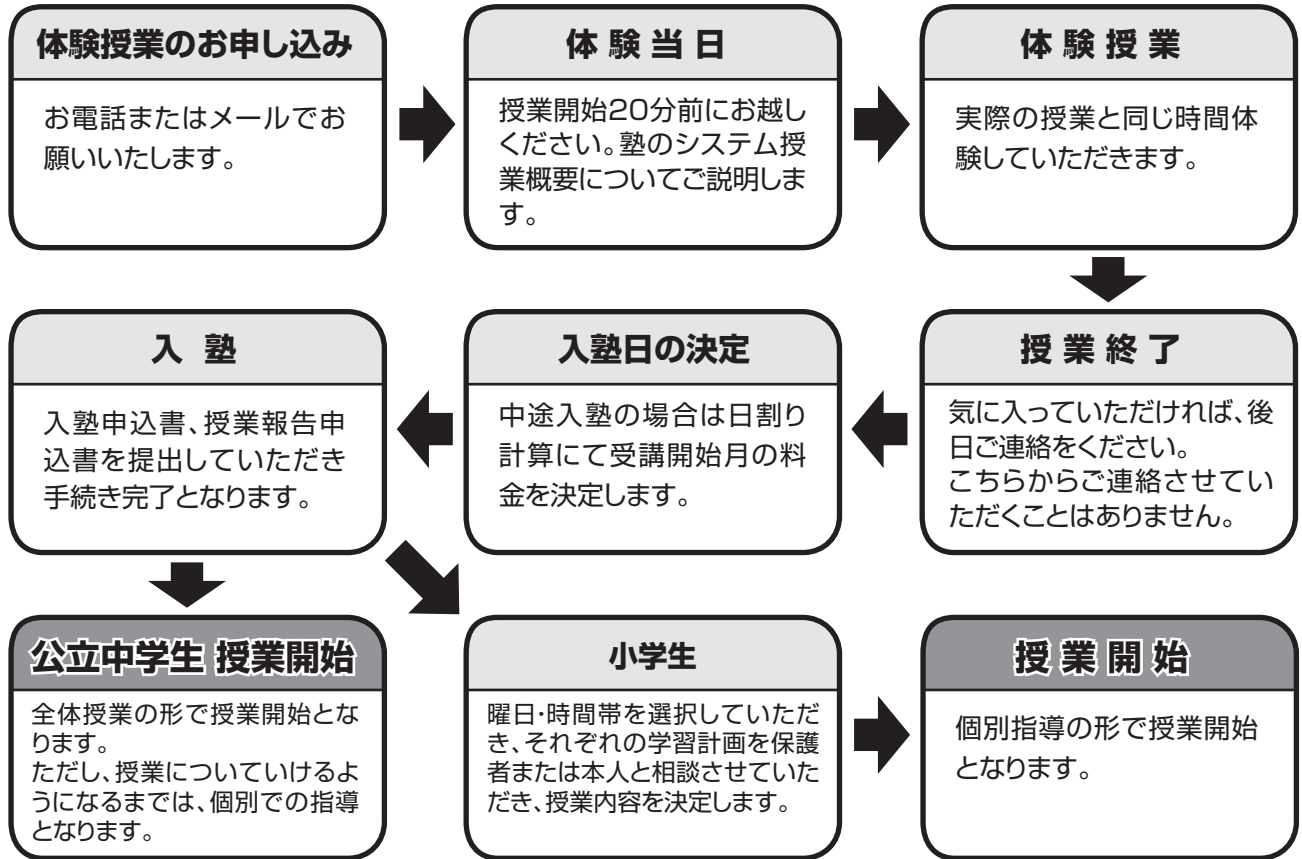 体験授業のお申し込み
お電話またはメールでお
願いいたします。
体験当日
授業開始20分前にお越し
ください。塾のシステム授
業概要についてご説明しま
す。
体験授業
実際の授業と同じ時間体
験していただきます。
授業終了
気に入っていただければ、後
日ご連絡をください。
こちらからご連絡させてい
ただくことはありません。
入塾日の決定
中途入塾の場合は日割り
計算にて受講開始月の料
金を決定します。
入塾
入塾申込書、授業報告申
込書を提出していただき
手続き完了となります。
公立中学生 授業開始
全体授業の形で授業開始とな
ります。
ただし、授業についていけるよ
うになるまでは、個別での指導
となります。
小学生
曜日・時間帯を選択していただ
き、それぞれの学習計画を保護
者または本人と相談させていた
だき、授業内容を決定します。
授業開始
個別指導の形で授業開始
となります。